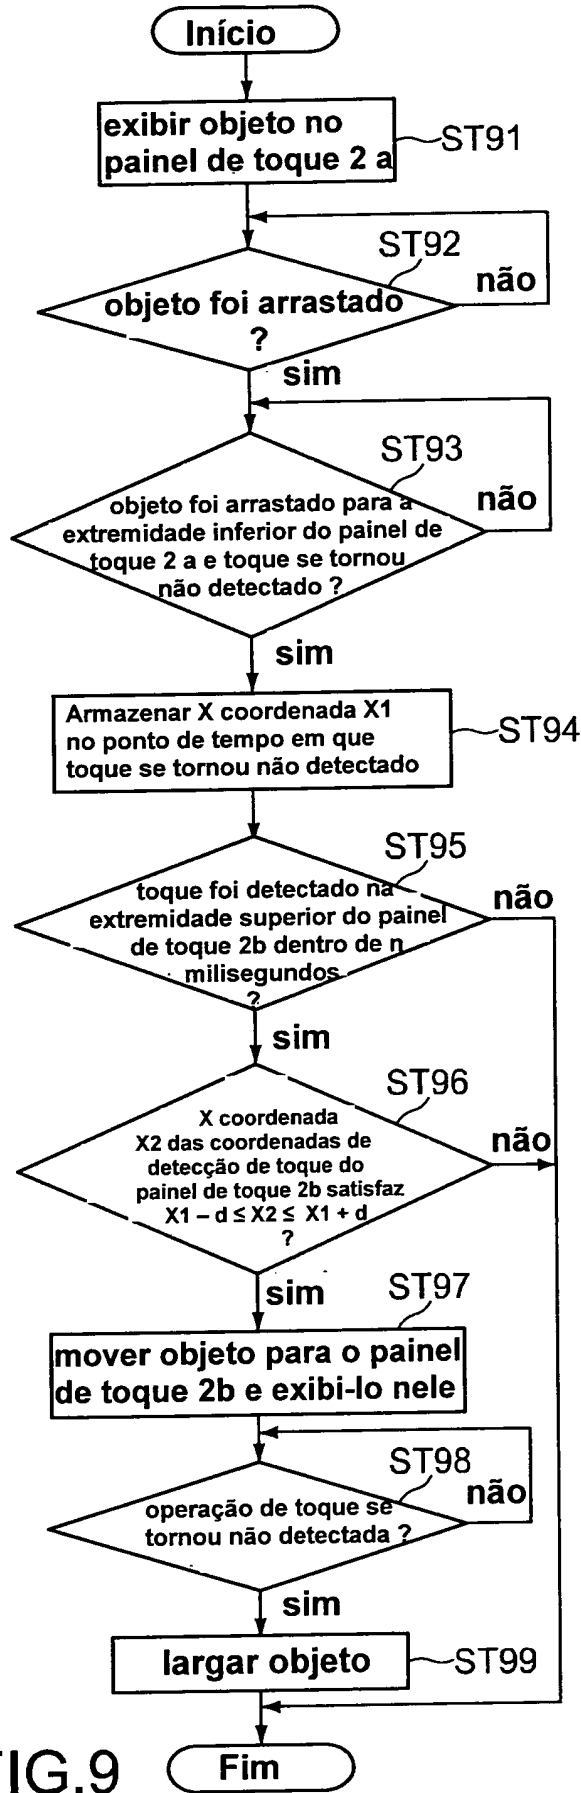 Início
exibir objeto no
painel de toque 2 a
ST91
ST92
não
objeto foi arrastado
?
sim
ST93
não
objeto foi arrastado para a
extremidade inferior do painel de
toque 2 a e toque se tornou
não detectado ?
sim
Armazenar X coordenada X1
no ponto de tempo em que
toque se tornou não detectado
ST94
ST95
não
toque foi detectado na
extremidade superior do painel
de toque 2b dentro de n
milisegundos
?
sim
ST96
não
X coordenada
X2 das coordenadas de
detecção de toque do
painel de toque 2b satisfaz
X1 – d ≤ X2 ≤ X1 + d
?
sim
ST97
mover objeto para o painel
de toque 2b e exibi-lo nele
ST98
não
operação de toque se
tornou não detectada ?
sim
largar objeto
ST99
FIG.9
Fim